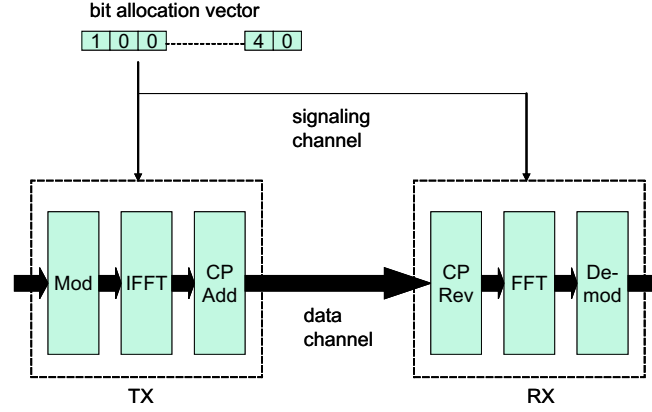 bit allocation vector
1 0 0 4 0
signaling
channel
Mod
IFFT
CP
Add
data
channel
CP
Rev
FFT
De-
mod
TX
RX